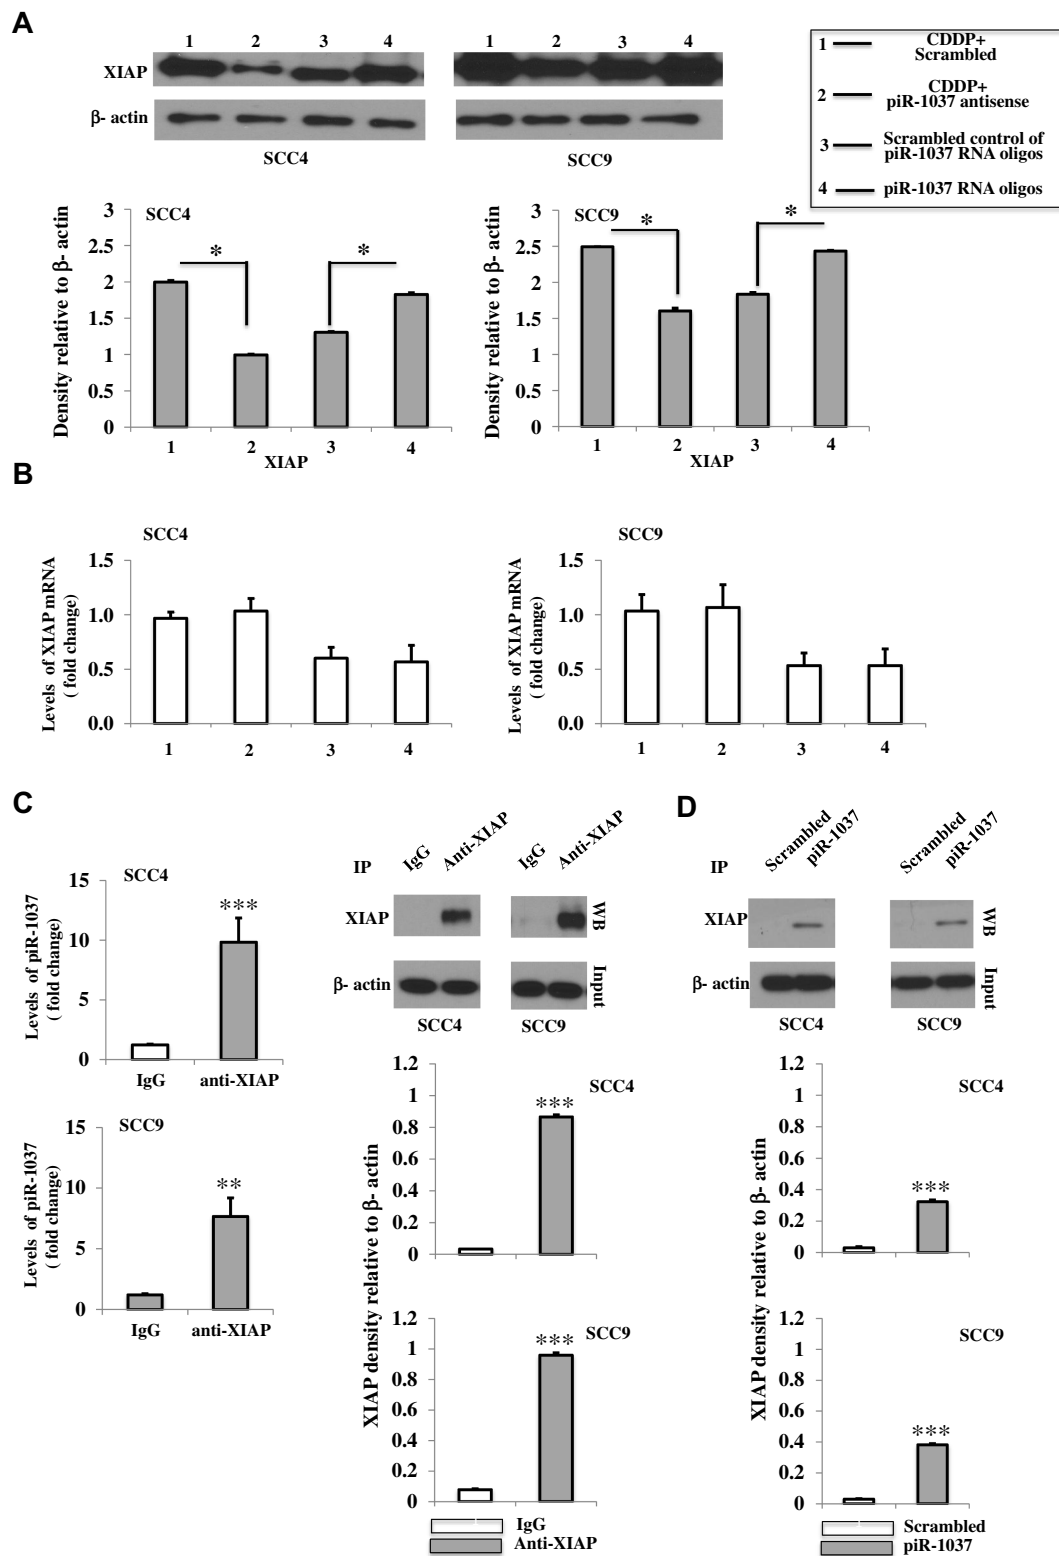 A
1 2 3 4
1 2 3 4
XIAP
β- actin
SCC4
SCC9
1 CDDP+
Scrambled
2 CDDP+
piR-1037 antisense
3 Scrambled control of
piR-1037 RNA oligos
4 piR-1037 RNA oligos
Density relative to β- actin
SCC4
2.5
2
1.5
1
0.5
0
* *
1 2 3 4
XIAP
Density relative to β- actin
SCC9
3
2.5
2
1.5
1
0.5
0
* *
1 2 3 4
XIAP
B
Levels of XIAP mRNA
( fold change)
SCC4
1.5
1.0
0.5
0.0
1 2 3 4
Levels of XIAP mRNA
( fold change)
SCC9
1.5
1.0
0.5
0.0
1 2 3 4
C
Levels of piR-1037
( fold change)
SCC4
15
10
5
0
***
IgG anti-XIAP
Levels of piR-1037
( fold change)
SCC9
15
10
5
0
**
IgG anti-XIAP
IP IgG Anti-XIAP IgG Anti-XIAP
XIAP WB
β- actin Input
SCC4 SCC9
XIAP density relative to β- actin
SCC4
1.2
1
0.8
0.6
0.4
0.2
0
***
SCC9
1.2
1
0.8
0.6
0.4
0.2
0
***
IgG
Anti-XIAP
D
IP Scrambled piR-1037 Scrambled piR-1037
XIAP WB
β- actin Input
SCC4 SCC9
XIAP density relative to β- actin
SCC4
1.2
1
0.8
0.6
0.4
0.2
0
***
SCC9
1.2
1
0.8
0.6
0.4
0.2
0
***
Scrambled
piR-1037